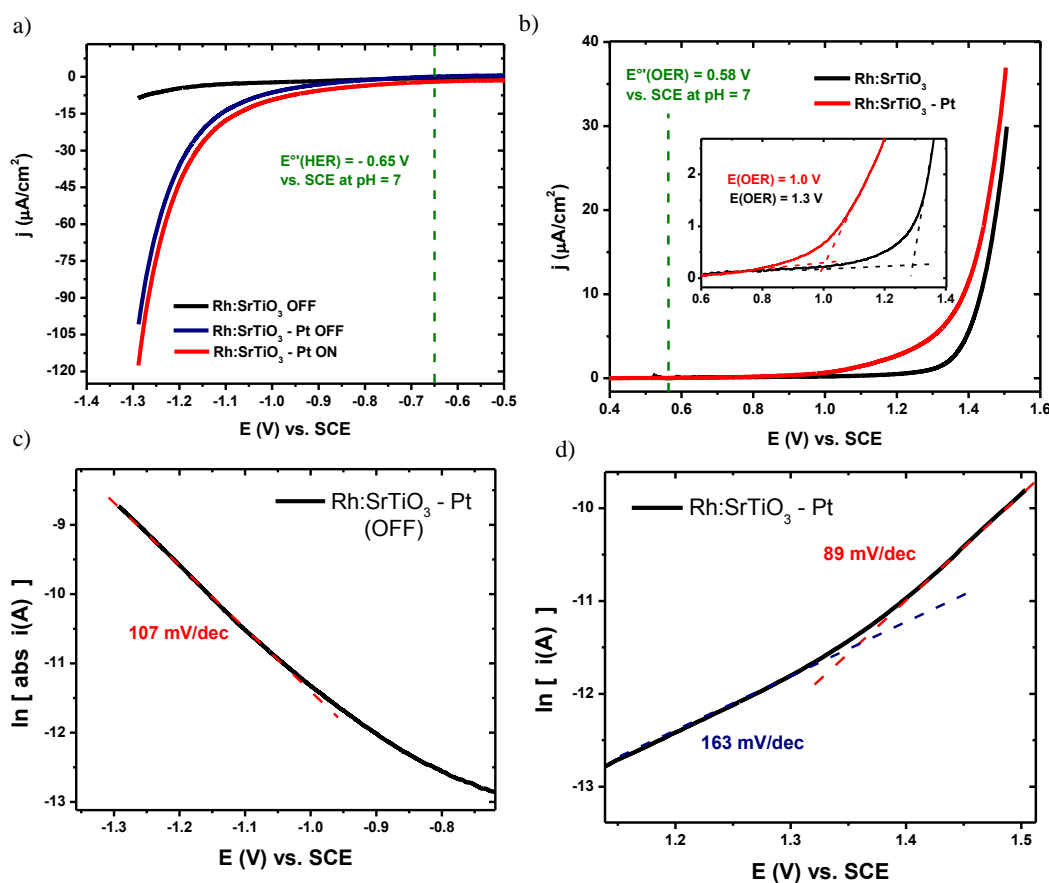 a)
j (µA/cm²)
0
-15
-30
-45
-60
-75
-90
-105
-120
E°'(HER) = - 0.65 V
vs. SCE at pH = 7
Rh:SrTiO₃ OFF
Rh:SrTiO₃ - Pt OFF
Rh:SrTiO₃ - Pt ON
-1.4 -1.3 -1.2 -1.1 -1.0 -0.9 -0.8 -0.7 -0.6 -0.5
E (V) vs. SCE
b)
j (µA/cm²)
40
30
20
10
0
E°'(OER) = 0.58 V
vs. SCE at pH = 7
Rh:SrTiO₃
Rh:SrTiO₃ - Pt
2
1
0
E(OER) = 1.0 V
E(OER) = 1.3 V
0.6 0.8 1.0 1.2 1.4
0.4 0.6 0.8 1.0 1.2 1.4 1.6
E (V) vs. SCE
c)
ln [ abs i(A) ]
-9
-10
-11
-12
-13
Rh:SrTiO₃ - Pt
(OFF)
107 mV/dec
-1.3 -1.2 -1.1 -1.0 -0.9 -0.8
E (V) vs. SCE
d)
ln [ i(A) ]
-10
-11
-12
-13
Rh:SrTiO₃ - Pt
89 mV/dec
163 mV/dec
1.2 1.3 1.4 1.5
E (V) vs. SCE